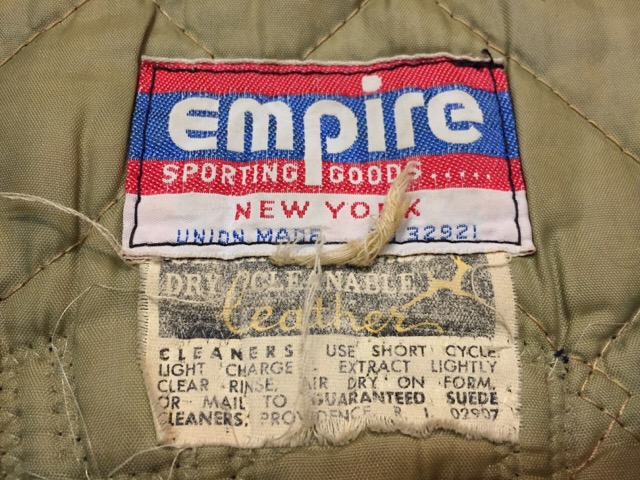 empire
SPORTING GOODS.....
NEW YORK
UNION MADE 32921
DRY CLEANABLE
leather
CLEANERS USE SHORT CYCLE.
LIGHT CHARGE. EXTRACT LIGHTLY
CLEAR RINSE. AIR DRY ON FORM.
OR MAIL TO GUARANTEED SUEDE
CLEANERS, PROVIDENCE R I 02907